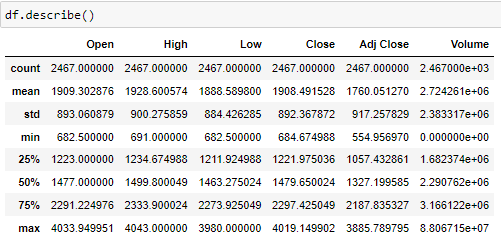 df.describe()
Open High Low Close Adj Close Volume
count 2467.000000 2467.000000 2467.000000 2467.000000 2467.000000 2.467000e+03
mean 1909.302876 1928.600574 1888.589800 1908.491528 1760.051270 2.724261e+06
std 893.060879 900.275859 884.426285 892.367872 917.257829 2.383317e+06
min 682.500000 691.000000 682.500000 684.674988 554.956970 0.000000e+00
25% 1223.000000 1234.674988 1211.924988 1221.975036 1057.432861 1.682374e+06
50% 1477.000000 1499.800049 1463.275024 1479.650024 1327.199585 2.290762e+06
75% 2291.224976 2333.900024 2273.925049 2297.425049 2187.835327 3.166122e+06
max 4033.949951 4043.000000 3980.000000 4019.149902 3885.789795 8.806715e+07